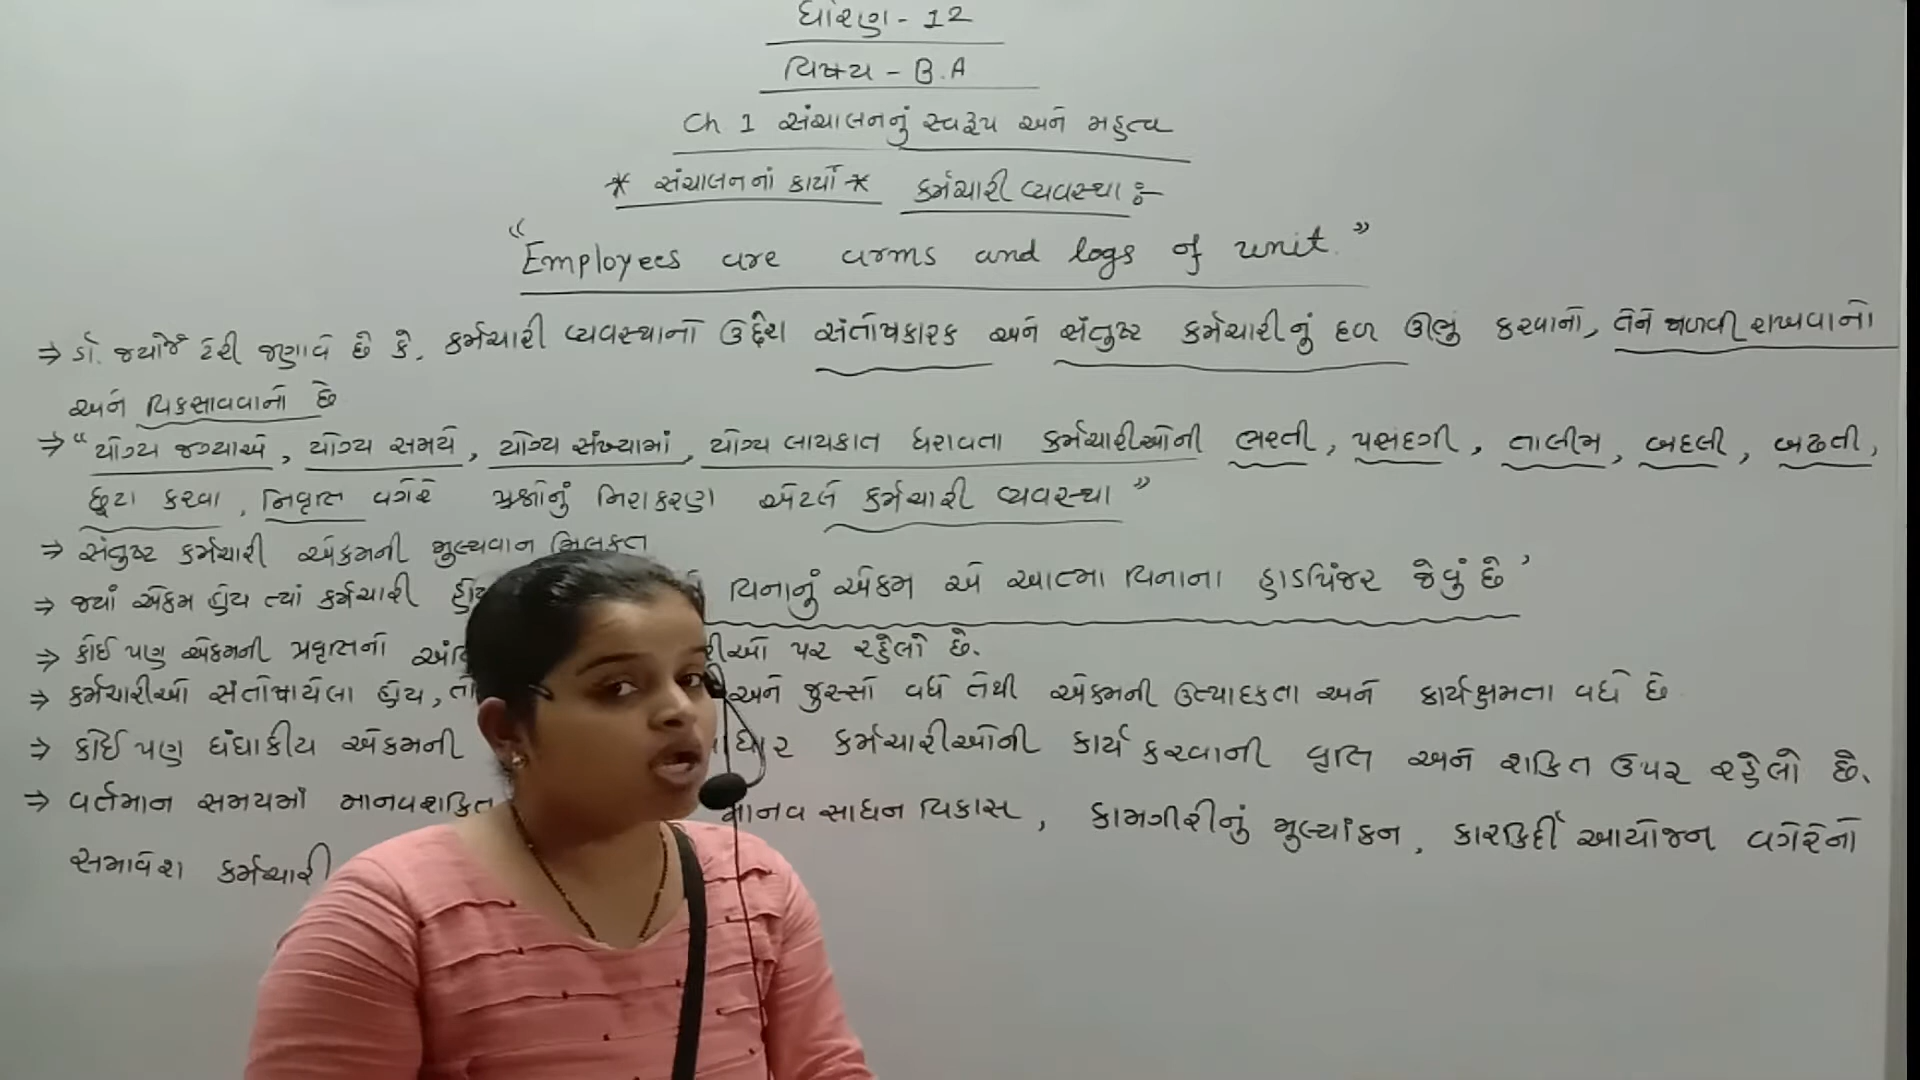 ધોરણ - 12
વિષય - B.A
Ch 1 સંચાલનનું સ્વરૂપ અને મહત્વ
* સંચાલનનાં કાર્યો * કર્મચારી વ્યવસ્થા :-
"Employees are arms and logs of unit."
⇒ ડૉ. જ્યોર્જ ટેરી જણાવે છે કે, કર્મચારી વ્યવસ્થાનો ઉદ્દેશ સંતોષકારક અને સંતુષ્ટ કર્મચારીનું દળ ઊભું કરવાનો, તેને જાળવી રાખવાનો
અને વિકસાવવાનો છે
⇒ "યોગ્ય જગ્યાએ, યોગ્ય સમયે, યોગ્ય સંખ્યામાં, યોગ્ય લાયકાત ધરાવતા કર્મચારીઓની ભરતી, પસંદગી, તાલીમ, બદલી, બઢતી,
છૂટા કરવા, નિવૃત્તિ વગેરે પ્રશ્નોનું નિરાકરણ એટલે કર્મચારી વ્યવસ્થા"
⇒ સંતુષ્ટ કર્મચારી એકમની મુલ્યવાન મિલકત
⇒ જ્યાં એકમ હોય ત્યાં કર્મચારી વિનાનું એકમ એ આત્મા વિનાના હાડપિંજર જેવું છે'
⇒ કોઈ પણ એકમની પ્રવૃત્તિનો પર રહેલો છે.
⇒ કર્મચારીઓ સંતોષાયેલા હોય, અને જુસ્સો વધે તેથી એકમની ઉત્પાદકતા અને કાર્યક્ષમતા વધે છે
⇒ કોઈ પણ ધંધાકીય એકમની કર્મચારીઓની કાર્ય કરવાની વૃત્તિ અને શક્તિ ઉપર રહેલો છે.
⇒ વર્તમાન સમયમાં માનવશક્તિ માનવ સાધન વિકાસ, કામગીરીનું મુલ્યાંકન, કારકિર્દી આયોજન વગેરેનો
સમાવેશ કર્મચારી